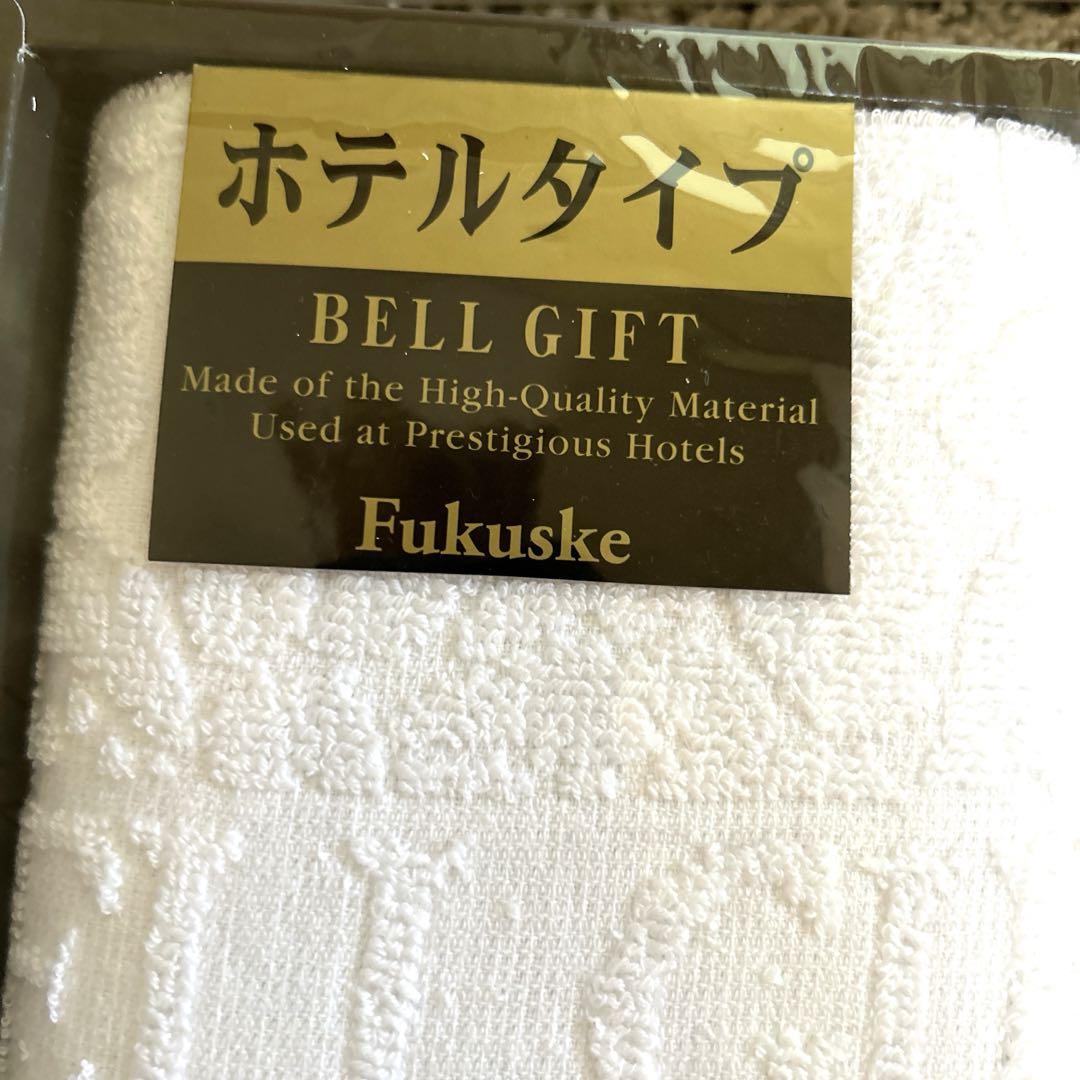 ホテルタイプ
BELL GIFT
Made of the High-Quality Material
Used at Prestigious Hotels
Fukuske